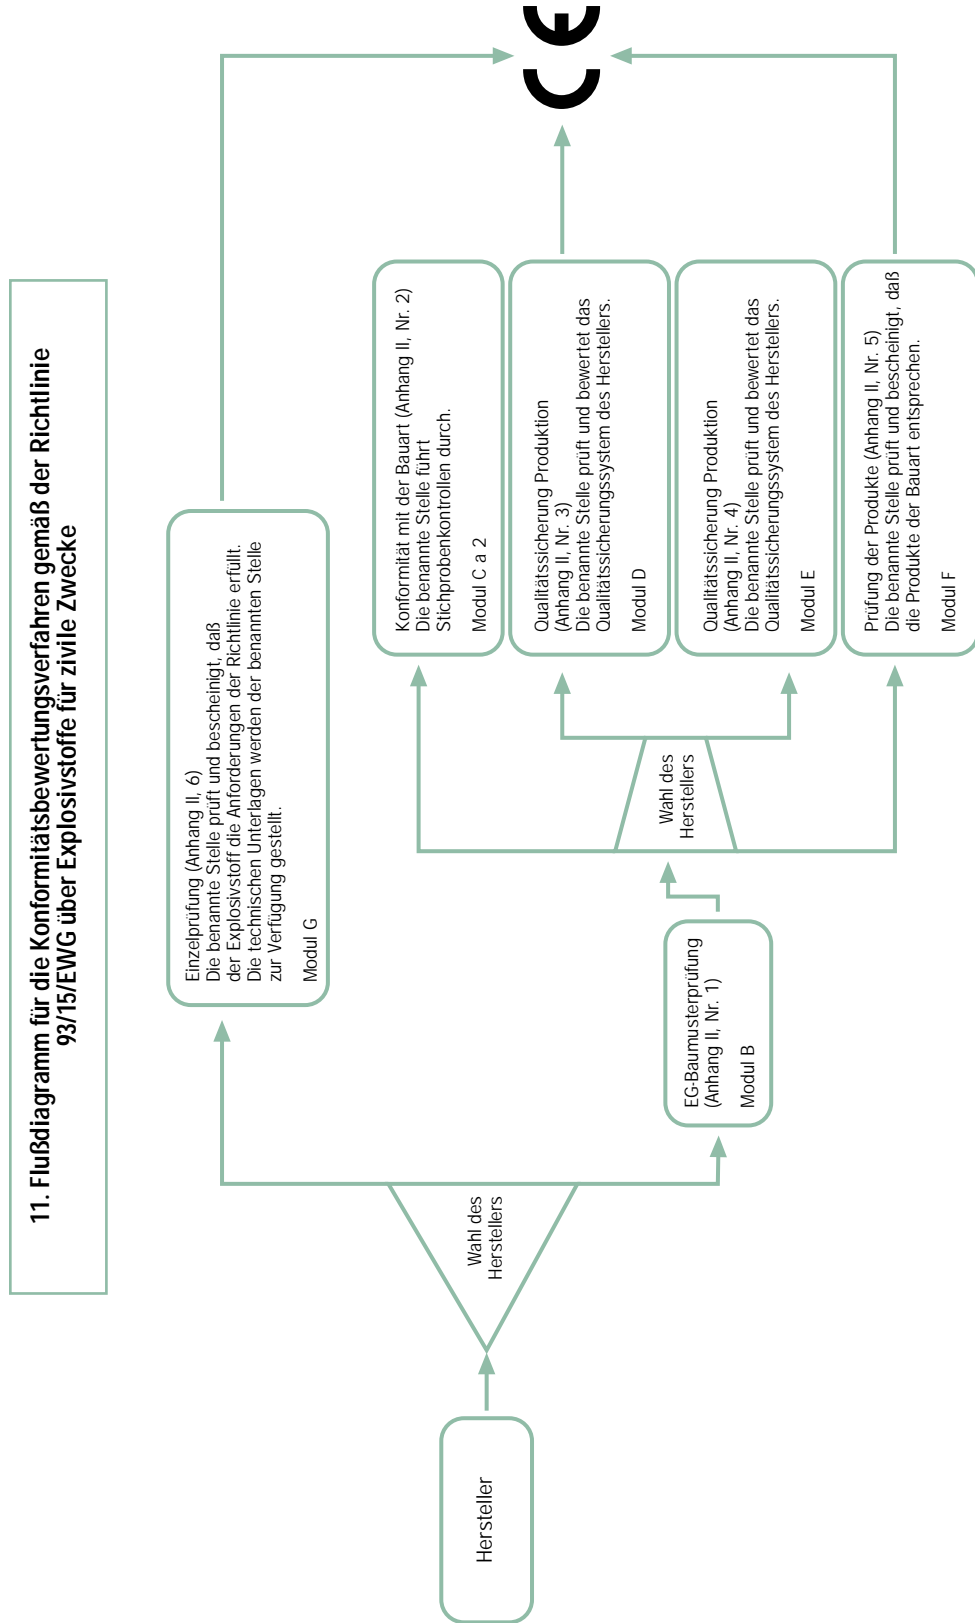 11. Flußdiagramm für die Konformitätsbewertungsverfahren gemäß der Richtlinie
93/15/EWG über Explosivstoffe für zivile Zwecke
Hersteller
Wahl des
Herstellers
Einzelprüfung (Anhang II, 6)
Die benannte Stelle prüft und bescheinigt, daß
der Explosivstoff die Anforderungen der Richtlinie erfüllt.
Die technischen Unterlagen werden der benannten Stelle
zur Verfügung gestellt.
Modul G
EG-Baumusterprüfung
(Anhang II, Nr. 1)
Modul B
Wahl des
Herstellers
Konformität mit der Bauart (Anhang II, Nr. 2)
Die benannte Stelle führt
Stichprobenkontrollen durch.
Modul C a 2
Qualitätssicherung Produktion
(Anhang II, Nr. 3)
Die benannte Stelle prüft und bewertet das
Qualitätssicherungssystem des Herstellers.
Modul D
Qualitätssicherung Produktion
(Anhang II, Nr. 4)
Die benannte Stelle prüft und bewertet das
Qualitätssicherungssystem des Herstellers.
Modul E
Prüfung der Produkte (Anhang II, Nr. 5)
Die benannte Stelle prüft und bescheinigt, daß
die Produkte der Bauart entsprechen.
Modul F
CE